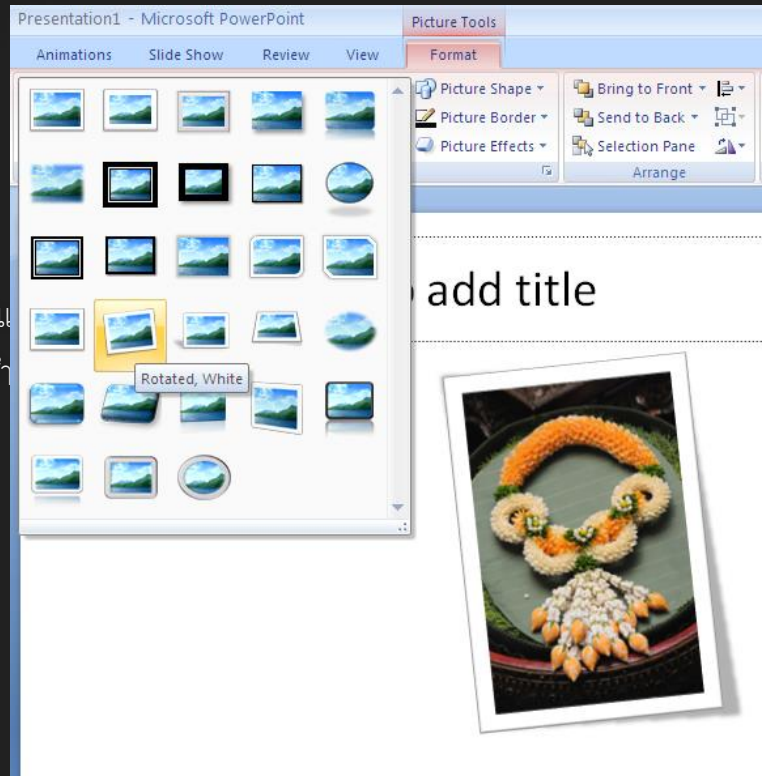 Presentation1 - Microsoft PowerPoint
Picture Tools
Animations Slide Show Review View Format
Picture Shape
Picture Border
Picture Effects
Bring to Front
Send to Back
Selection Pane
Arrange
add title
Rotated, White